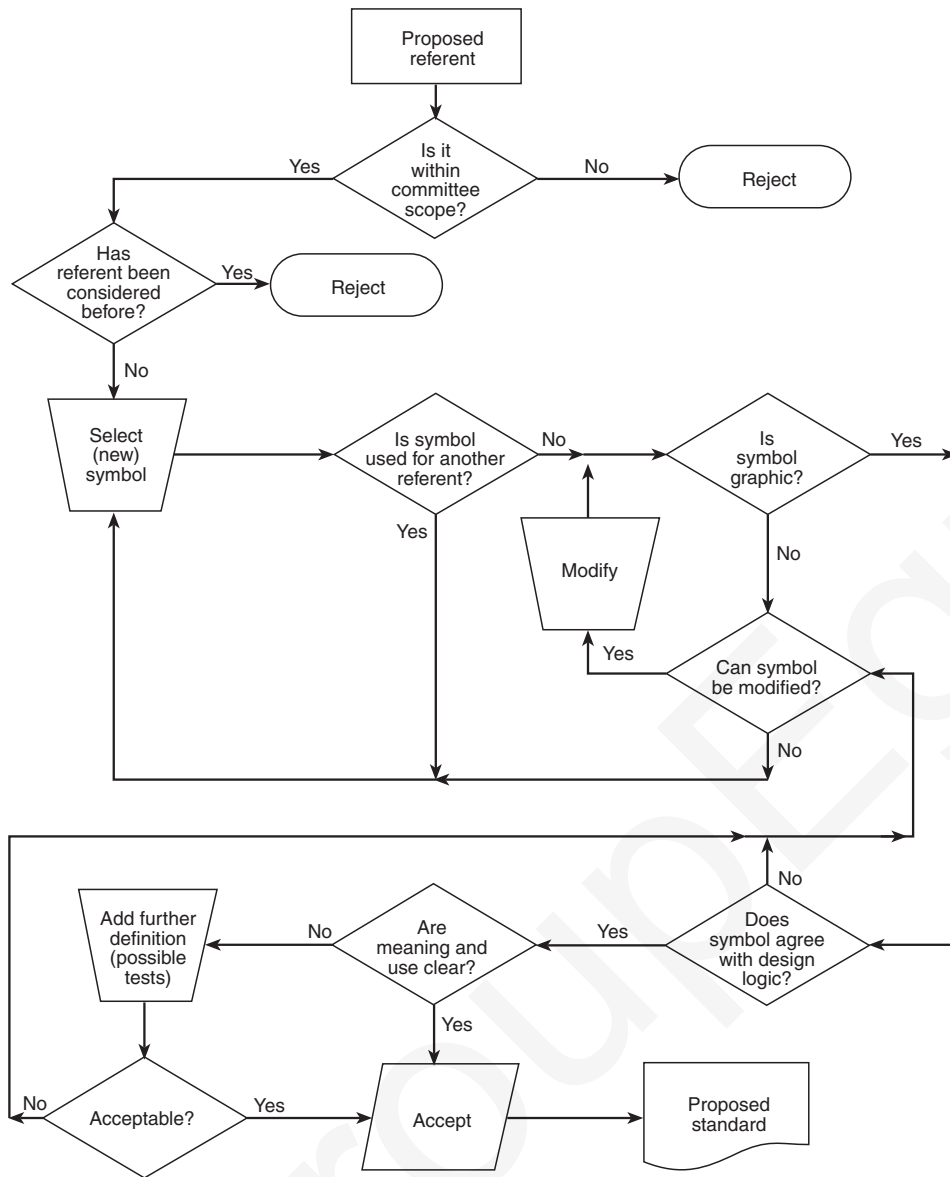 Proposed
referent
Is it
within
committee
scope?
Yes
No
Reject
Has
referent been
considered
before?
Yes
Reject
No
Select
(new)
symbol
Is symbol
used for another
referent?
No
Is
symbol
graphic?
Yes
Yes
Modify
No
Yes
Can symbol
be modified?
No
No
Add further
definition
(possible
tests)
No
Are
meaning and
use clear?
Yes
Does
symbol agree
with design
logic?
Yes
No
Acceptable?
Yes
Accept
Proposed
standard